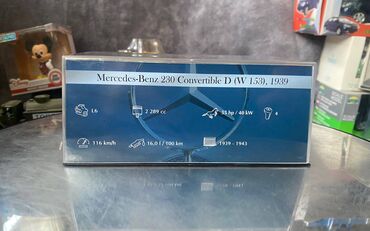 Mercedes-Benz 230 Convertible D (W 153), 1939
L6
2 289 cc
55 hp / 40 kW
4
116 km/h
16,0 l / 100 km
1939 - 1943